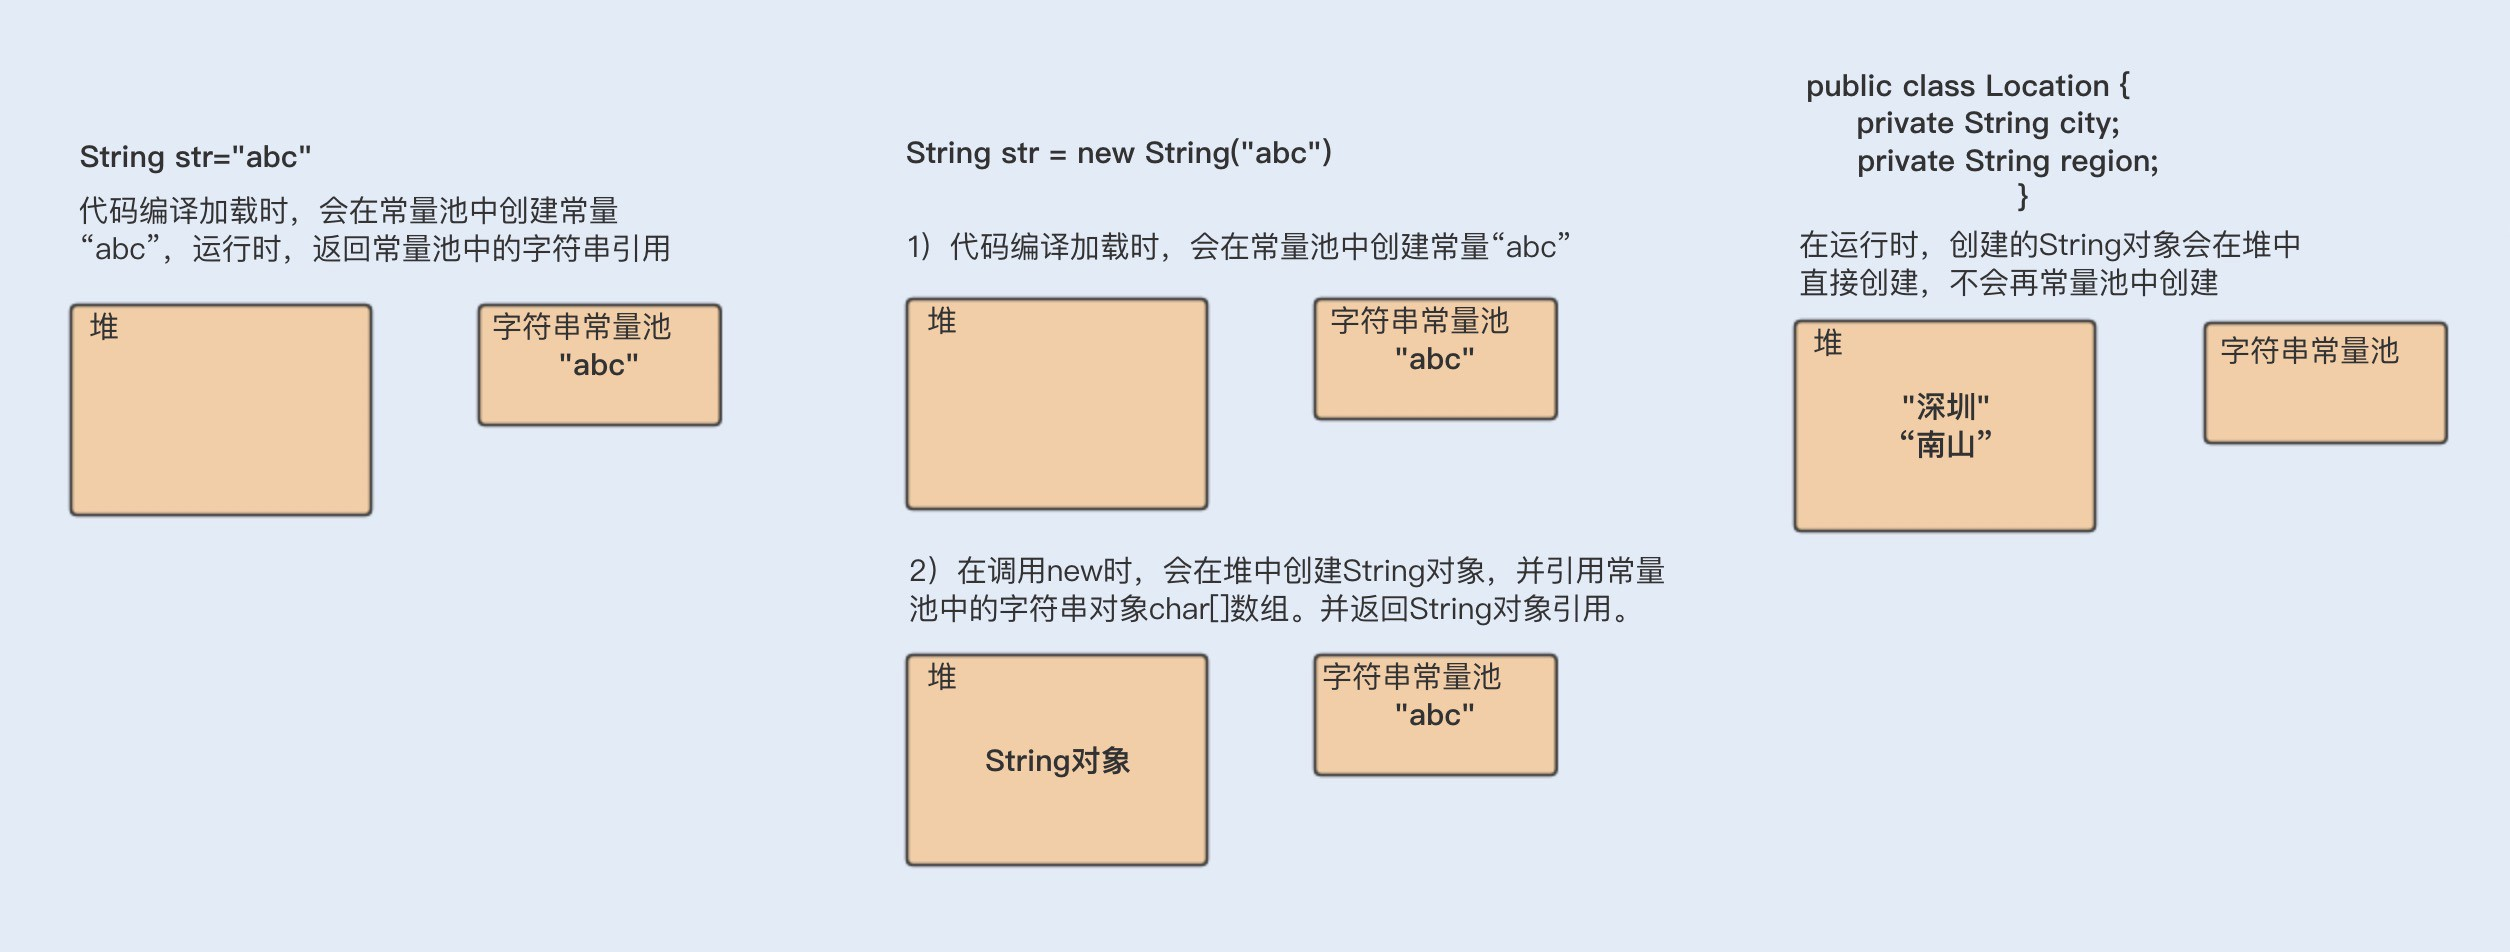 String str="abc"
代码编译加载时，会在常量池中创建常量
“abc”，运行时，返回常量池中的字符串引用
堆
字符串常量池
"abc"
String str = new String("abc")
1）代码编译加载时，会在常量池中创建常量“abc”
堆
字符串常量池
"abc"
2）在调用new时，会在堆中创建String对象，并引用常量
池中的字符串对象char[]数组。并返回String对象引用。
堆
String对象
字符串常量池
"abc"
public class Location {
private String city;
private String region;
}
在运行时，创建的String对象会在堆中
直接创建，不会再常量池中创建
堆
"深圳"
“南山”
字符串常量池